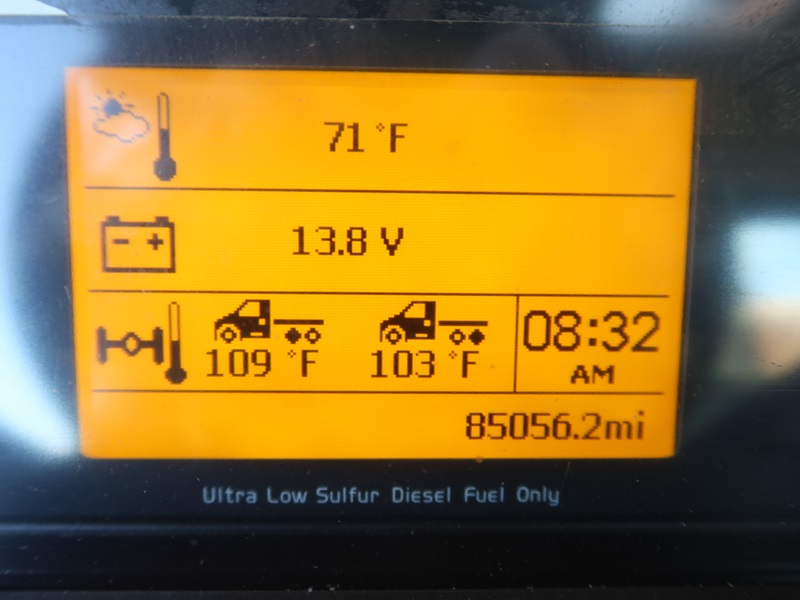 71 °F
13.8 V
109 °F 103 °F 08:32
AM
85056.2mi
Ultra Low Sulfur Diesel Fuel Only